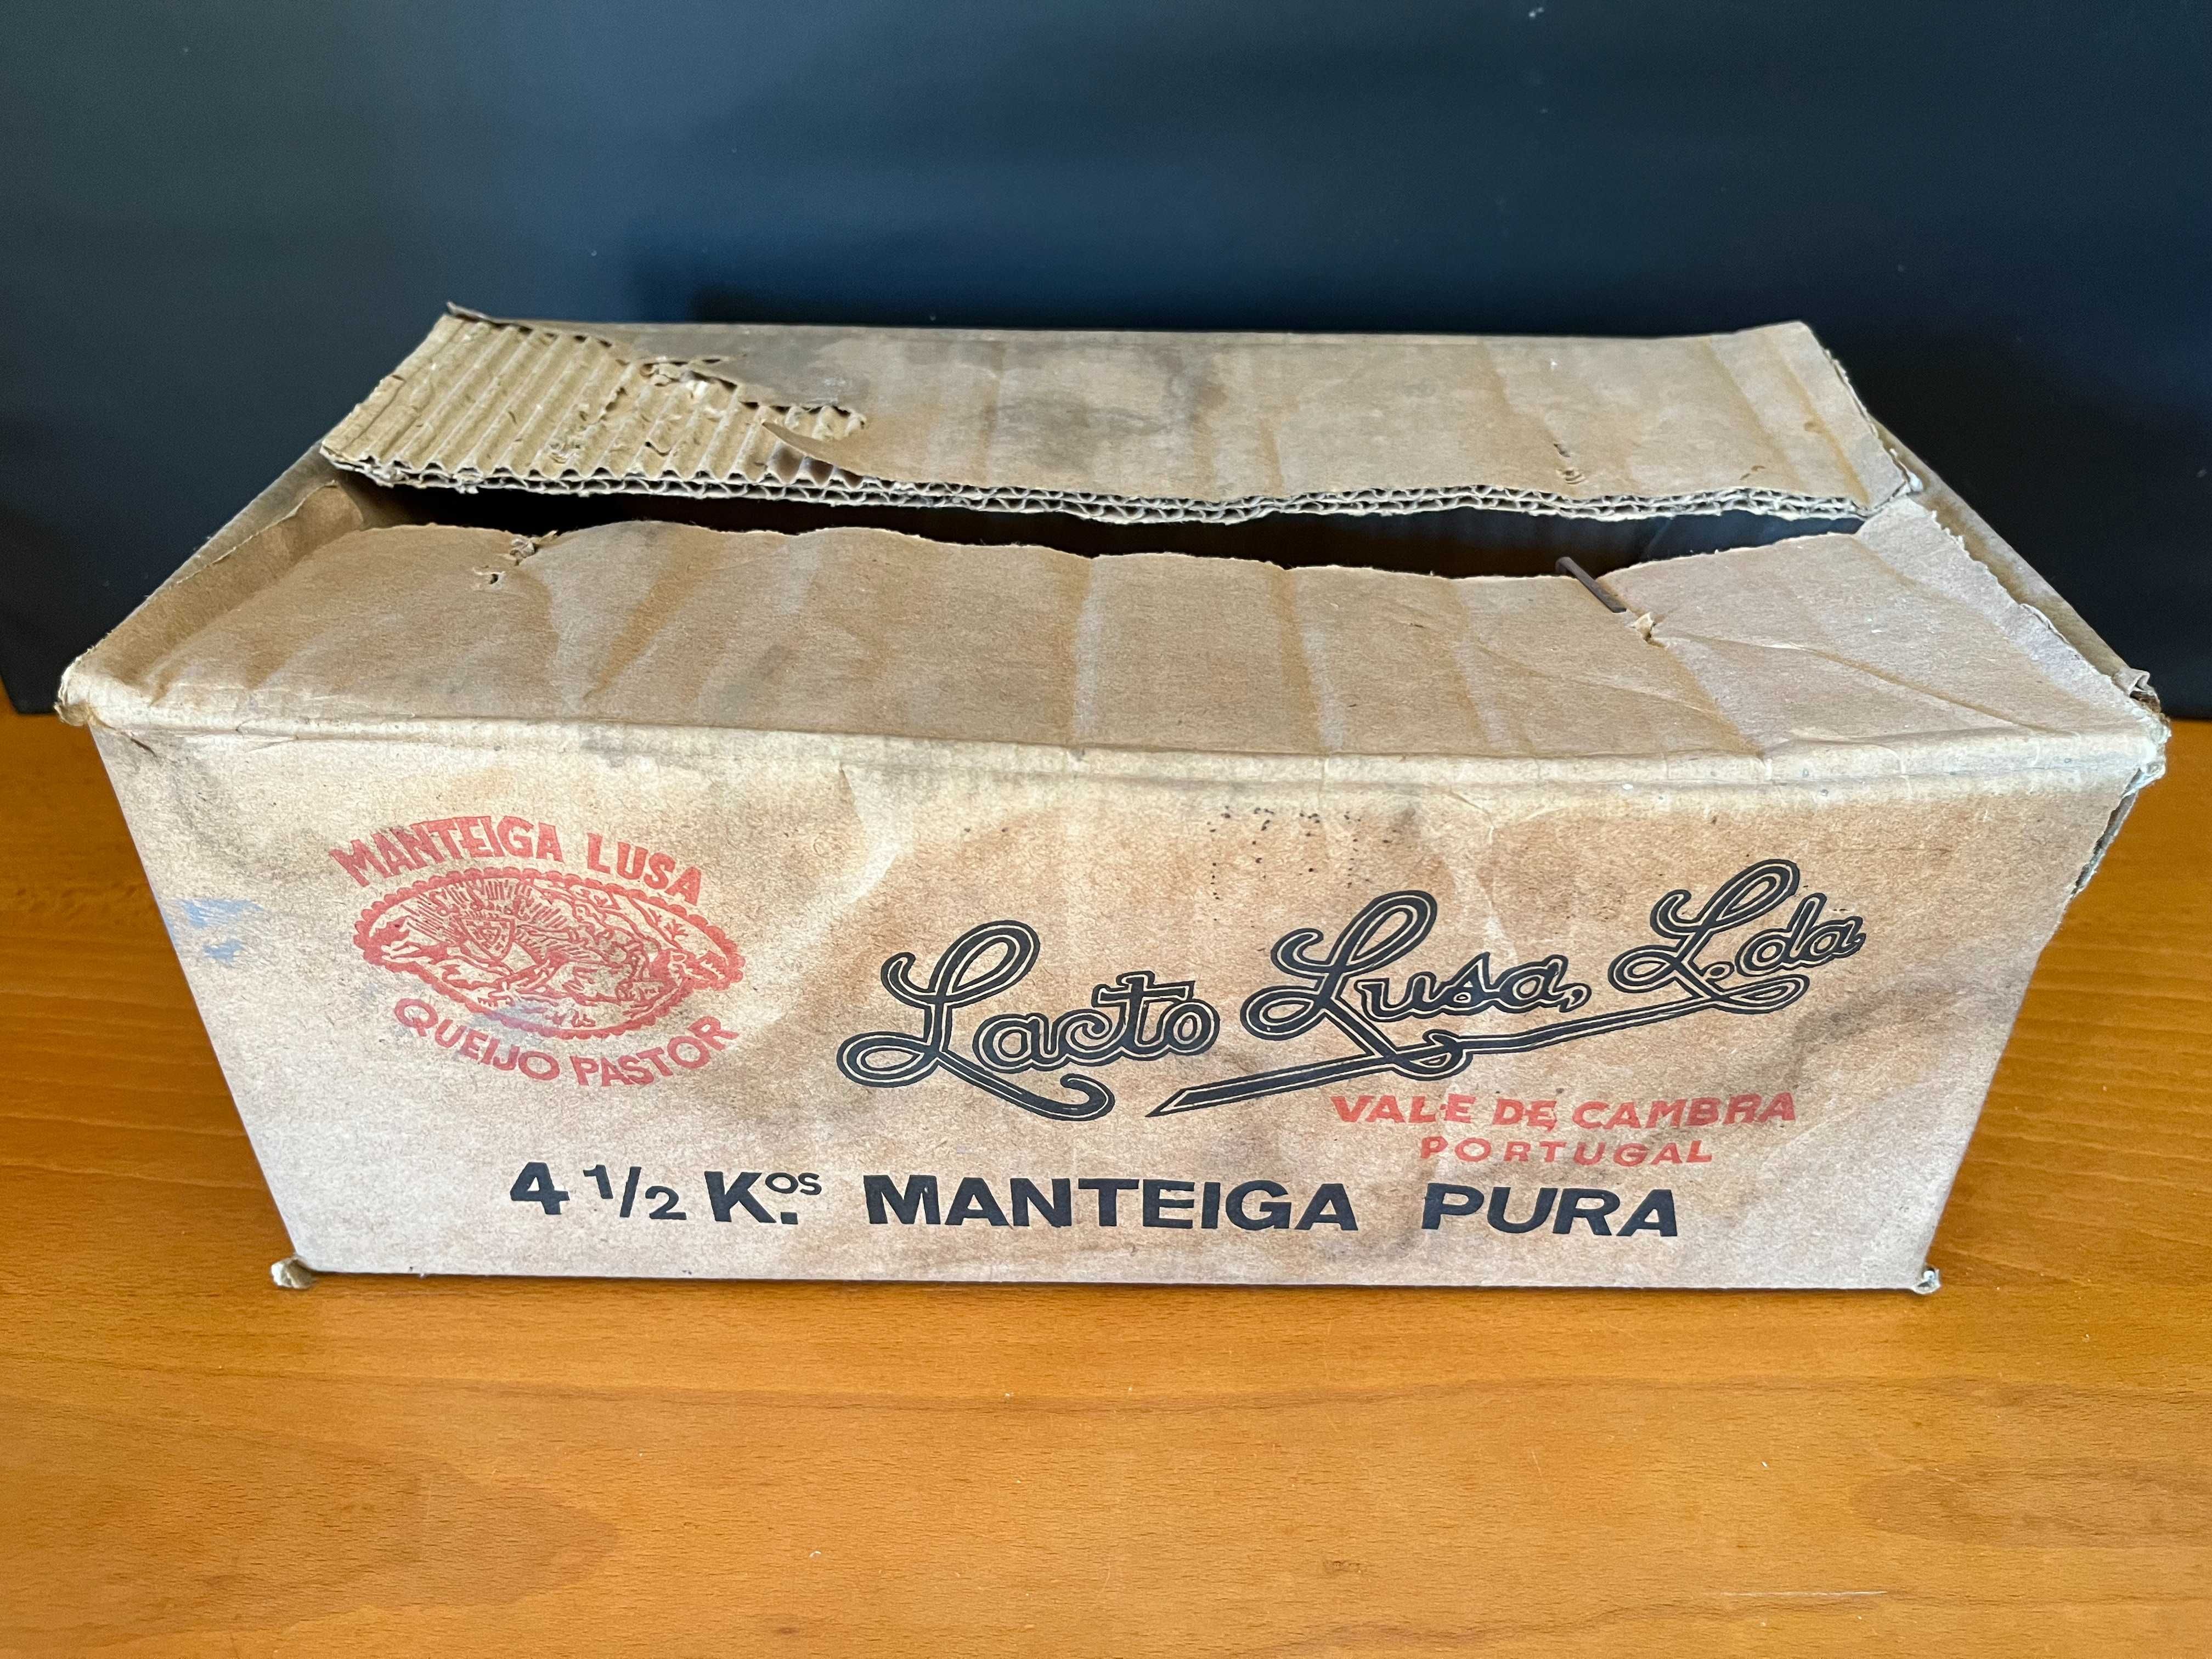 MANTEIGA LUSA
QUEIJO PASTOR
Lacto Lusa, L.da
VALE DE CAMBRA
PORTUGAL
4 1/2 K.os MANTEIGA PURA